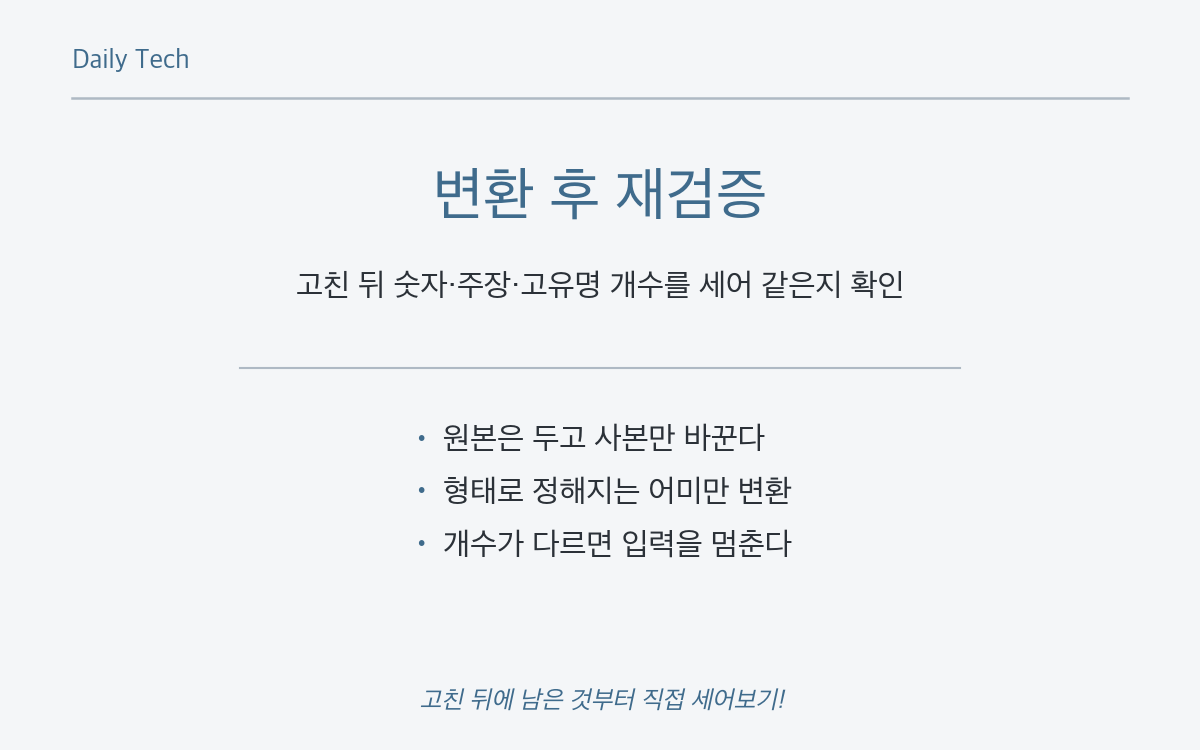 Daily Tech
변환 후 재검증
고친 뒤 숫자·주장·고유명 개수를 세어 같은지 확인
• 원본은 두고 사본만 바꾼다
• 형태로 정해지는 어미만 변환
• 개수가 다르면 입력을 멈춘다
고친 뒤에 남은 것부터 직접 세어보기!